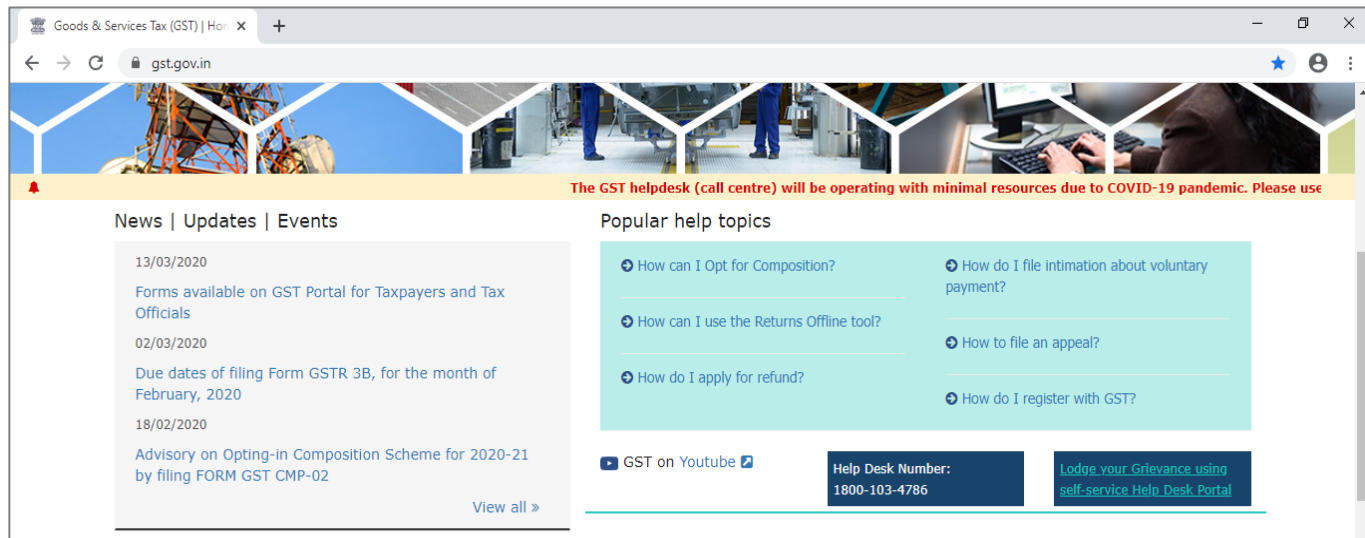 Goods & Services Tax (GST) | Hon
gst.gov.in
The GST helpdesk (call centre) will be operating with minimal resources due to COVID-19 pandemic. Please use
News | Updates | Events
13/03/2020
Forms available on GST Portal for Taxpayers and Tax
Officials
02/03/2020
Due dates of filing Form GSTR 3B, for the month of
February, 2020
18/02/2020
Advisory on Opting-in Composition Scheme for 2020-21
by filing FORM GST CMP-02
View all »
Popular help topics
How can I Opt for Composition?
How can I use the Returns Offline tool?
How do I apply for refund?
How do I file intimation about voluntary
payment?
How to file an appeal?
How do I register with GST?
GST on Youtube
Help Desk Number:
1800-103-4786
Lodge your Grievance using
self-service Help Desk Portal